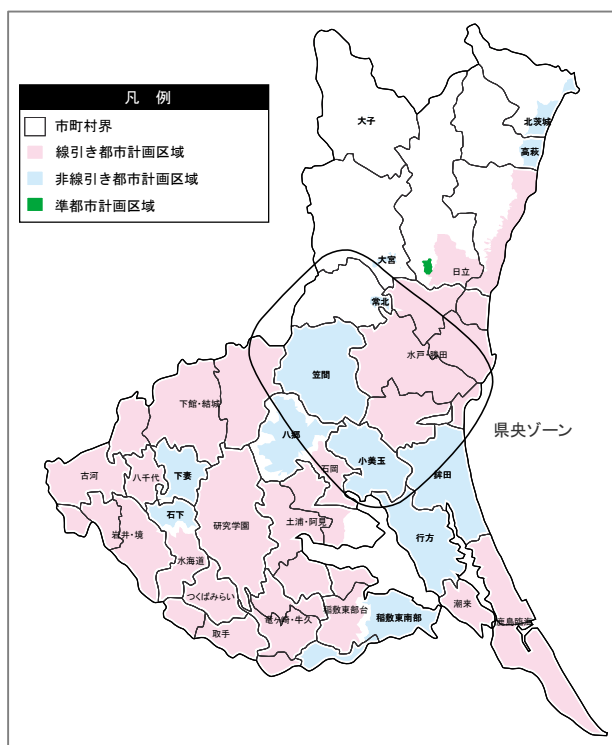 凡 例
市町村界
線引き都市計画区域
非線引き都市計画区域
準都市計画区域
大子
北茨城
高萩
大宮
日立
常北
水戸・勝田
笠間
県央ゾーン
下館・結城
八郷
小美玉
石岡
鉾田
古河
八千代
下妻
石下
研究学園
土浦・阿見
行方
岩井・境
水海道
つくばみらい
稲敷東部台
潮来
稲敷東南部
竜ヶ崎・牛久
鹿島臨海
取手